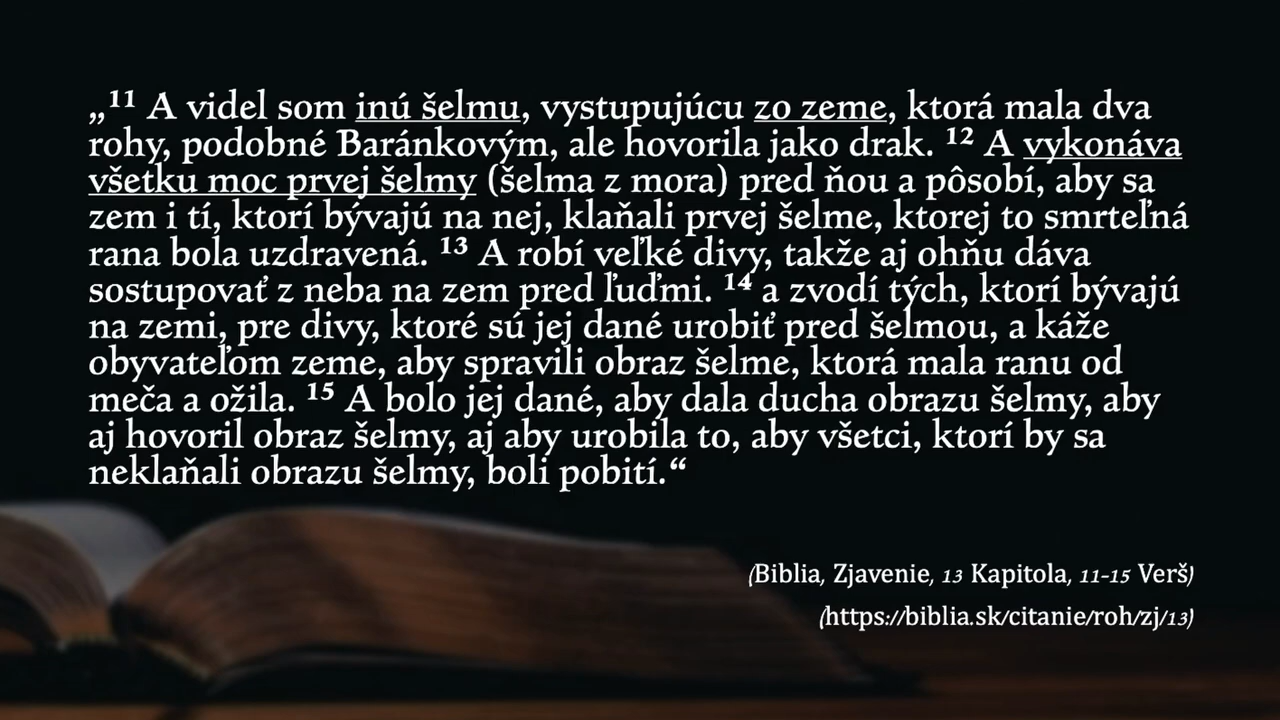 „¹¹ A videl som inú šelmu, vystupujúcu zo zeme, ktorá mala dva
rohy, podobné Baránkovým, ale hovorila jako drak. ¹² A vykonáva
všetku moc prvej šelmy (šelma z mora) pred ňou a pôsobí, aby sa
zem i tí, ktorí bývajú na nej, klaňali prvej šelme, ktorej to smrteľná
rana bola uzdravená. ¹³ A robí veľké divy, takže aj ohňu dáva
sostupovať z neba na zem pred ľuďmi. ¹⁴ a zvodí tých, ktorí bývajú
na zemi, pre divy, ktoré sú jej dané urobiť pred šelmou, a káže
obyvateľom zeme, aby spravili obraz šelme, ktorá mala ranu od
meča a ožila. ¹⁵ A bolo jej dané, aby dala ducha obrazu šelmy, aby
aj hovoril obraz šelmy, aj aby urobila to, aby všetci, ktorí by sa
neklaňali obrazu šelmy, boli pobití.“
(Biblia, Zjavenie, 13 Kapitola, 11-15 Verš)
(https://biblia.sk/citanie/roh/zj/13)